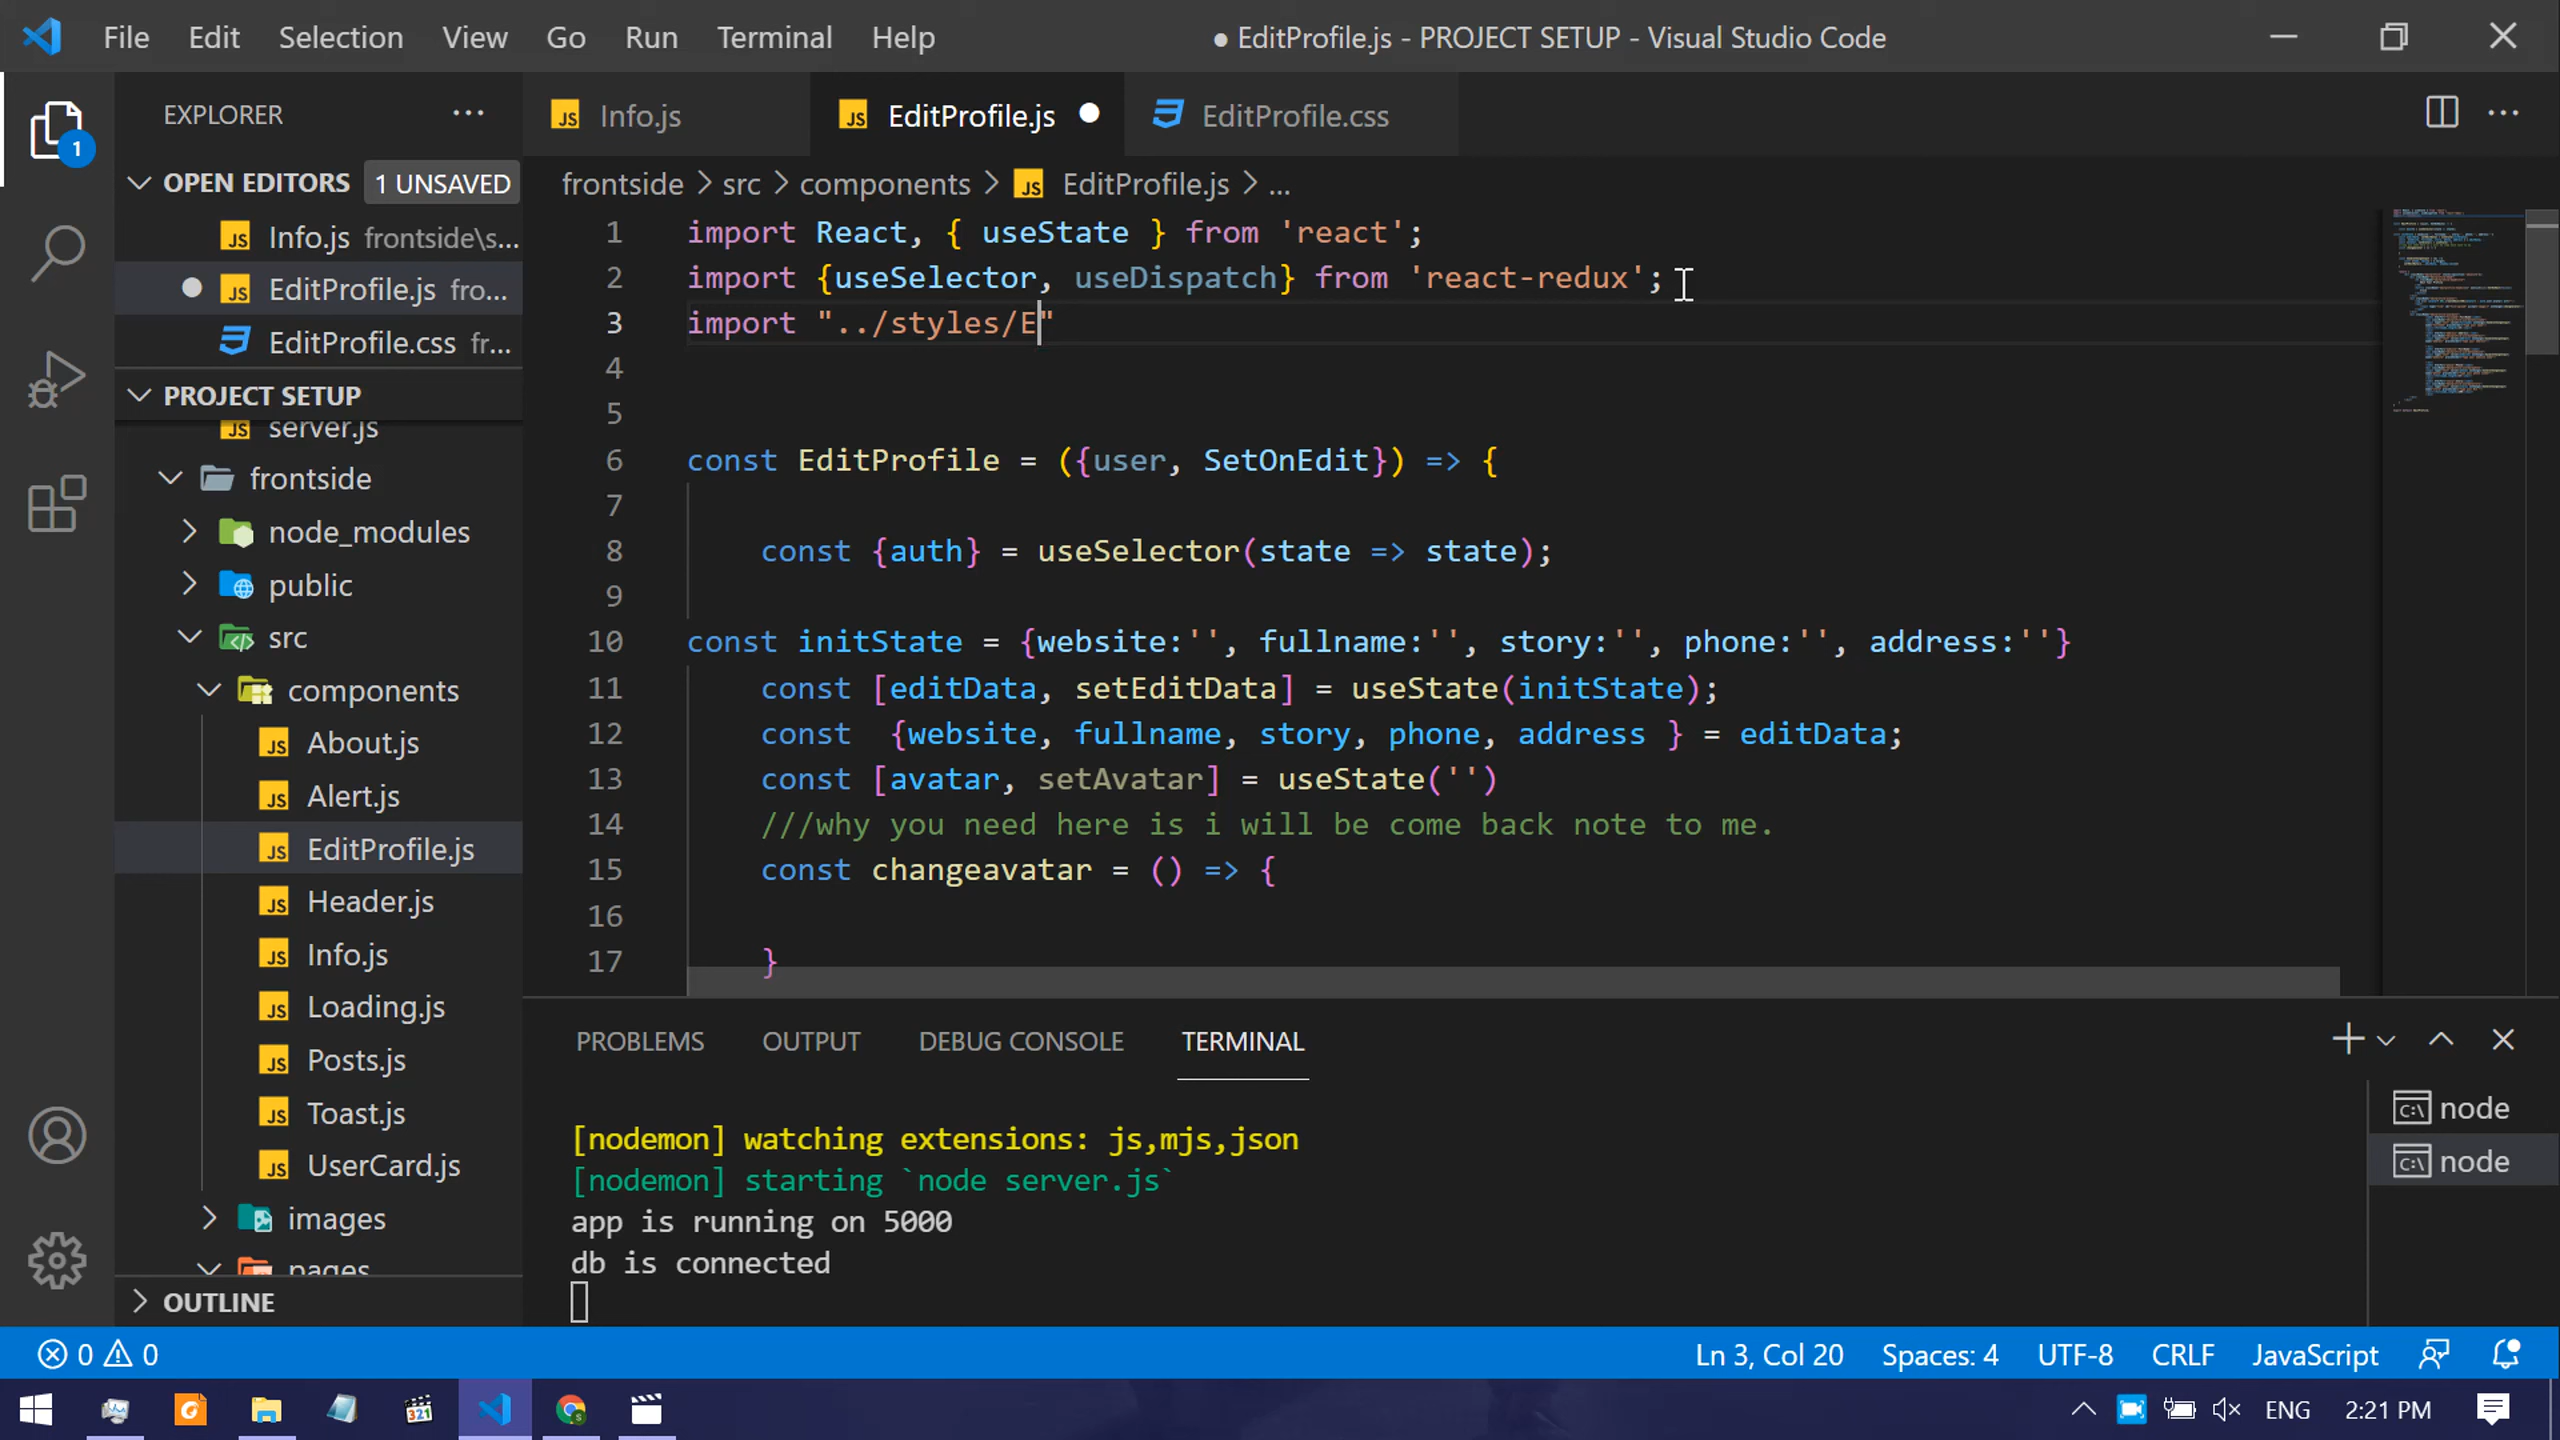 File Edit Selection View Go Run Terminal Help ● EditProfile.js - PROJECT SETUP - Visual Studio Code
EXPLORER
Info.js
EditProfile.js
EditProfile.css
OPEN EDITORS 1 UNSAVED
Info.js frontside\s...
EditProfile.js fro...
EditProfile.css fr...
PROJECT SETUP
server.js
frontside
node_modules
public
src
components
About.js
Alert.js
EditProfile.js
Header.js
Info.js
Loading.js
Posts.js
Toast.js
UserCard.js
images
pages
OUTLINE
frontside > src > components > JS EditProfile.js > ...
1 import React, { useState } from 'react';
2 import {useSelector, useDispatch} from 'react-redux';
3 import "../styles/E"
4
5
6 const EditProfile = ({user, SetOnEdit}) => {
7
8 const {auth} = useSelector(state => state);
9
10 const initState = {website:'', fullname:'', story:'', phone:'', address:''}
11 const [editData, setEditData] = useState(initState);
12 const {website, fullname, story, phone, address } = editData;
13 const [avatar, setAvatar] = useState('')
14 ///why you need here is i will be come back note to me.
15 const changeavatar = () => {
16
17 }
PROBLEMS OUTPUT DEBUG CONSOLE TERMINAL
[nodemon] watching extensions: js,mjs,json
[nodemon] starting `node server.js`
app is running on 5000
db is connected
node
node
0 0 Ln 3, Col 20 Spaces: 4 UTF-8 CRLF JavaScript
ENG 2:21 PM